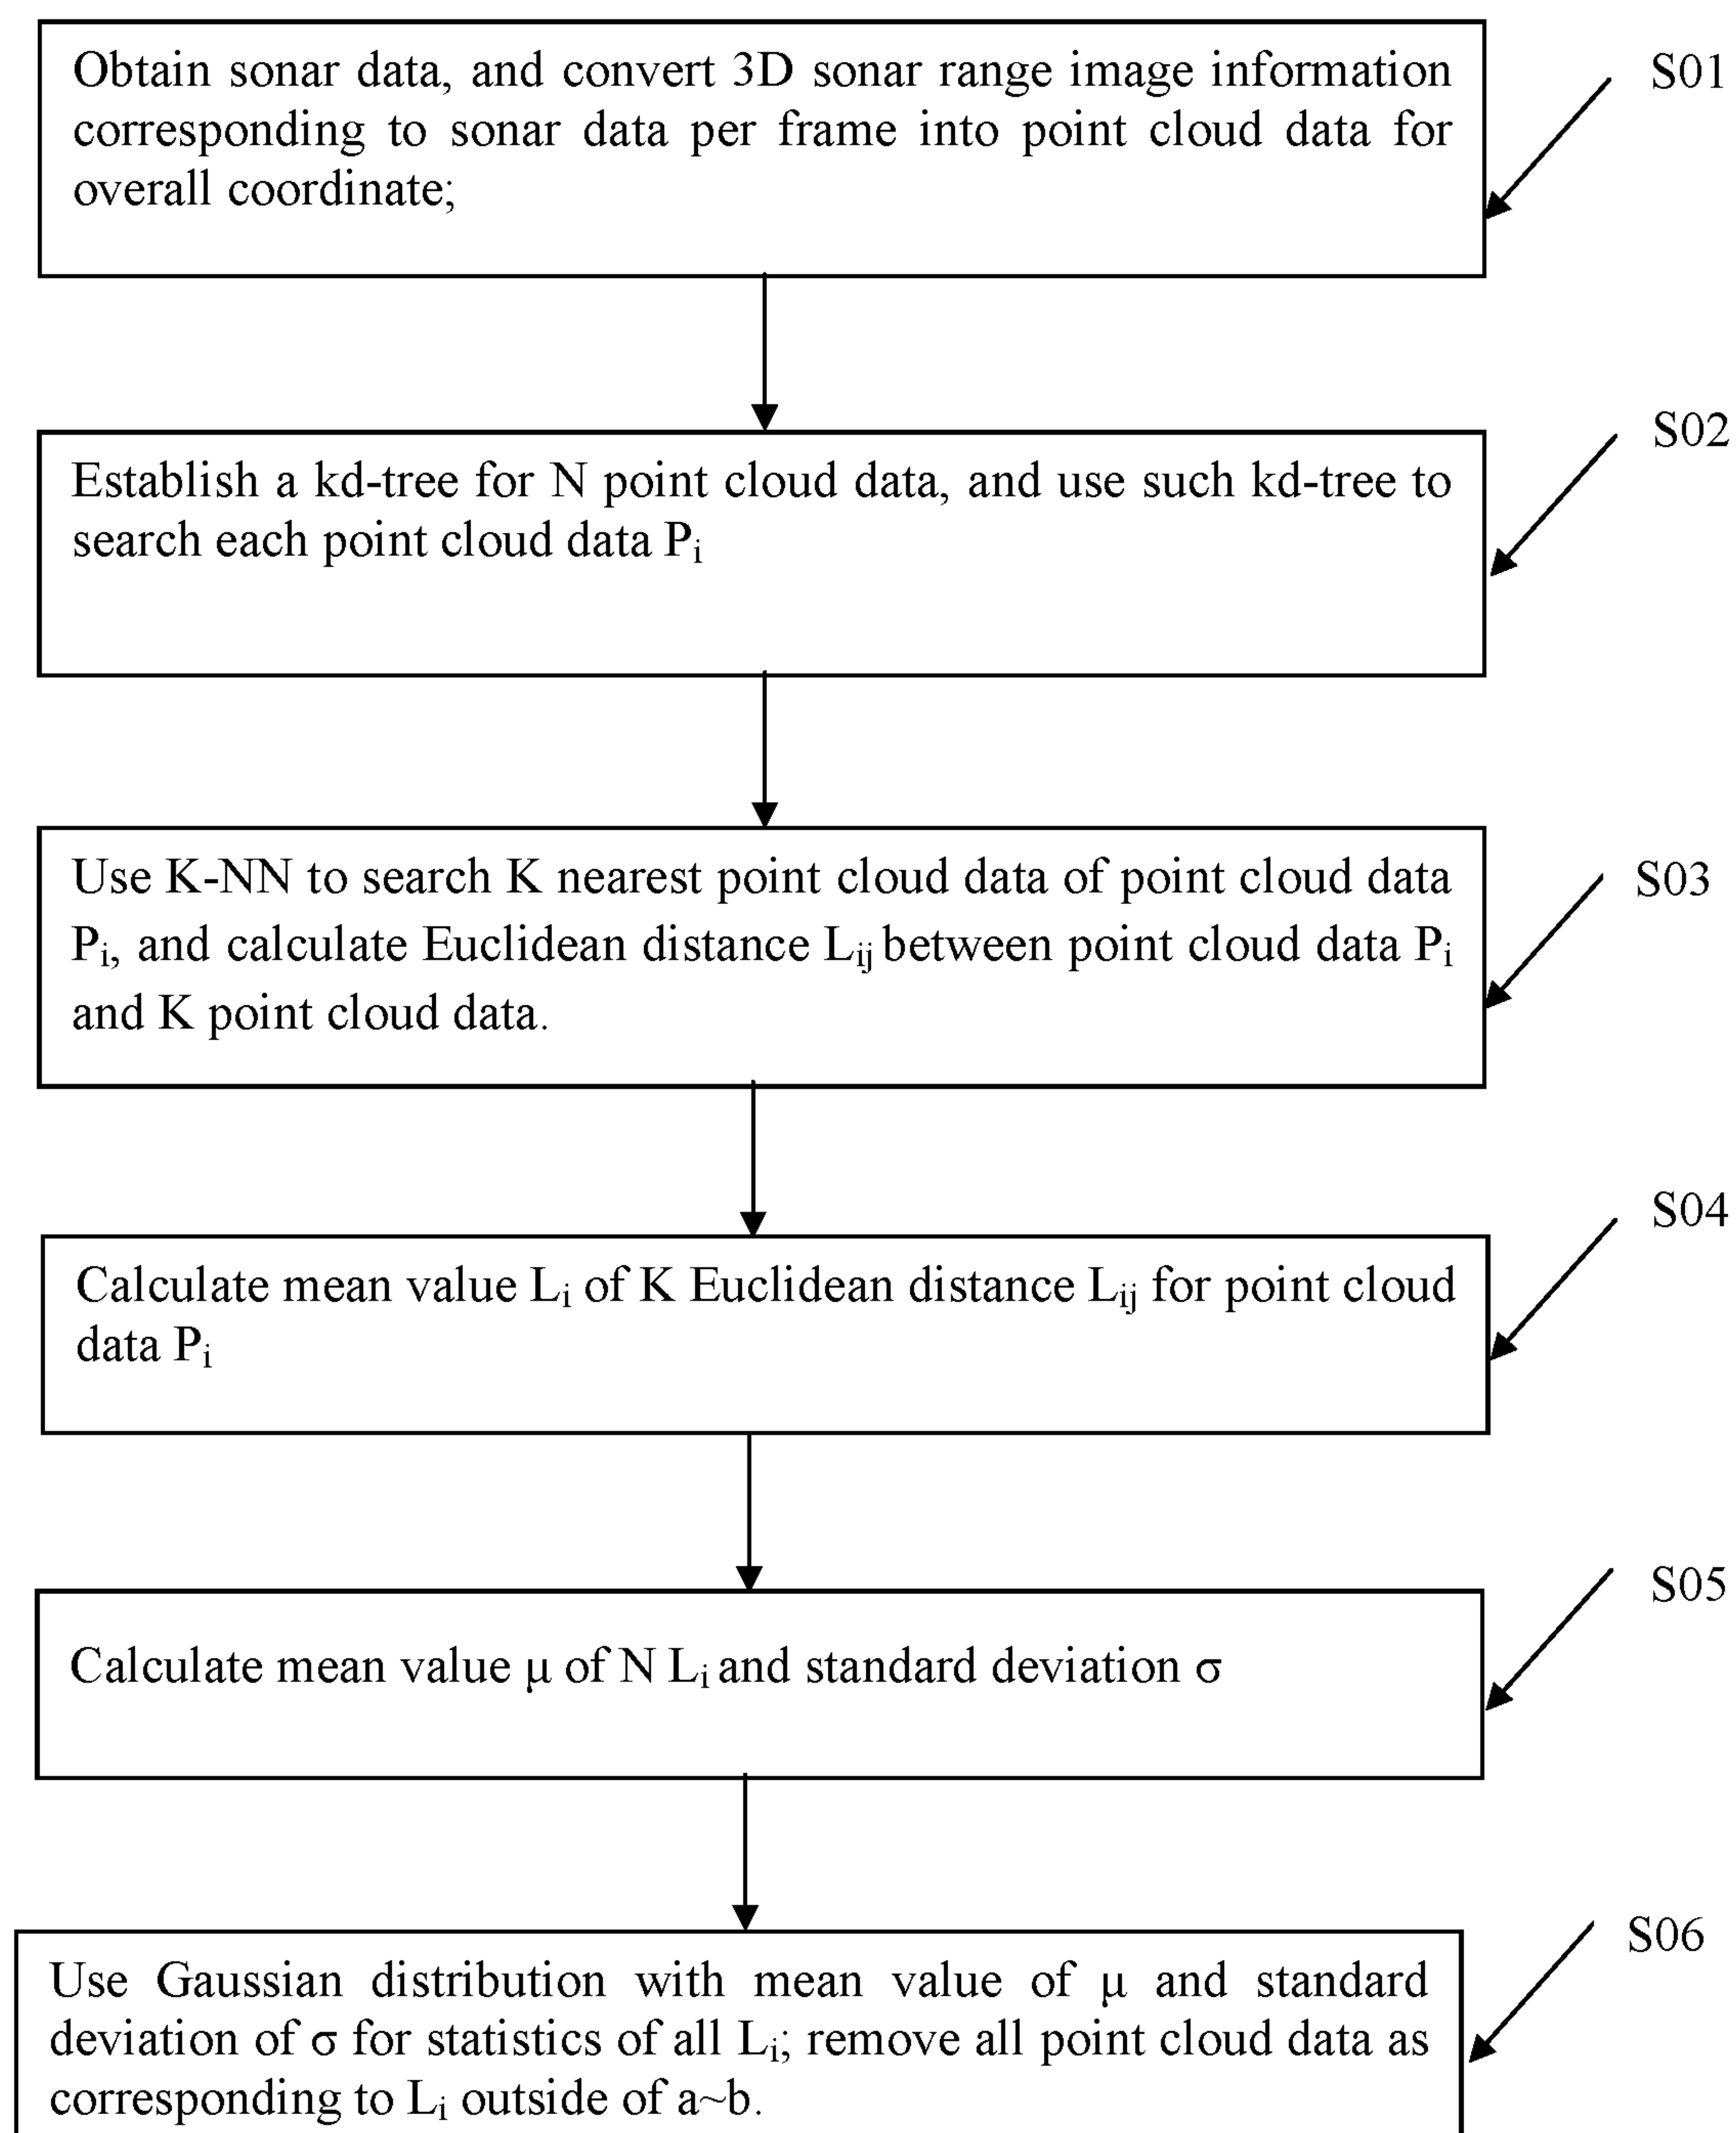 Obtain sonar data, and convert 3D sonar range image information
corresponding to sonar data per frame into point cloud data for
overall coordinate;
S01
Establish a kd-tree for N point cloud data, and use such kd-tree to
search each point cloud data Pi
S02
Use K-NN to search K nearest point cloud data of point cloud data
Pi, and calculate Euclidean distance Lij between point cloud data Pi
and K point cloud data.
S03
Calculate mean value Li of K Euclidean distance Lij for point cloud
data Pi
S04
Calculate mean value μ of N Li and standard deviation σ
S05
Use Gaussian distribution with mean value of μ and standard
deviation of σ for statistics of all Li; remove all point cloud data as
corresponding to Li outside of a~b.
S06